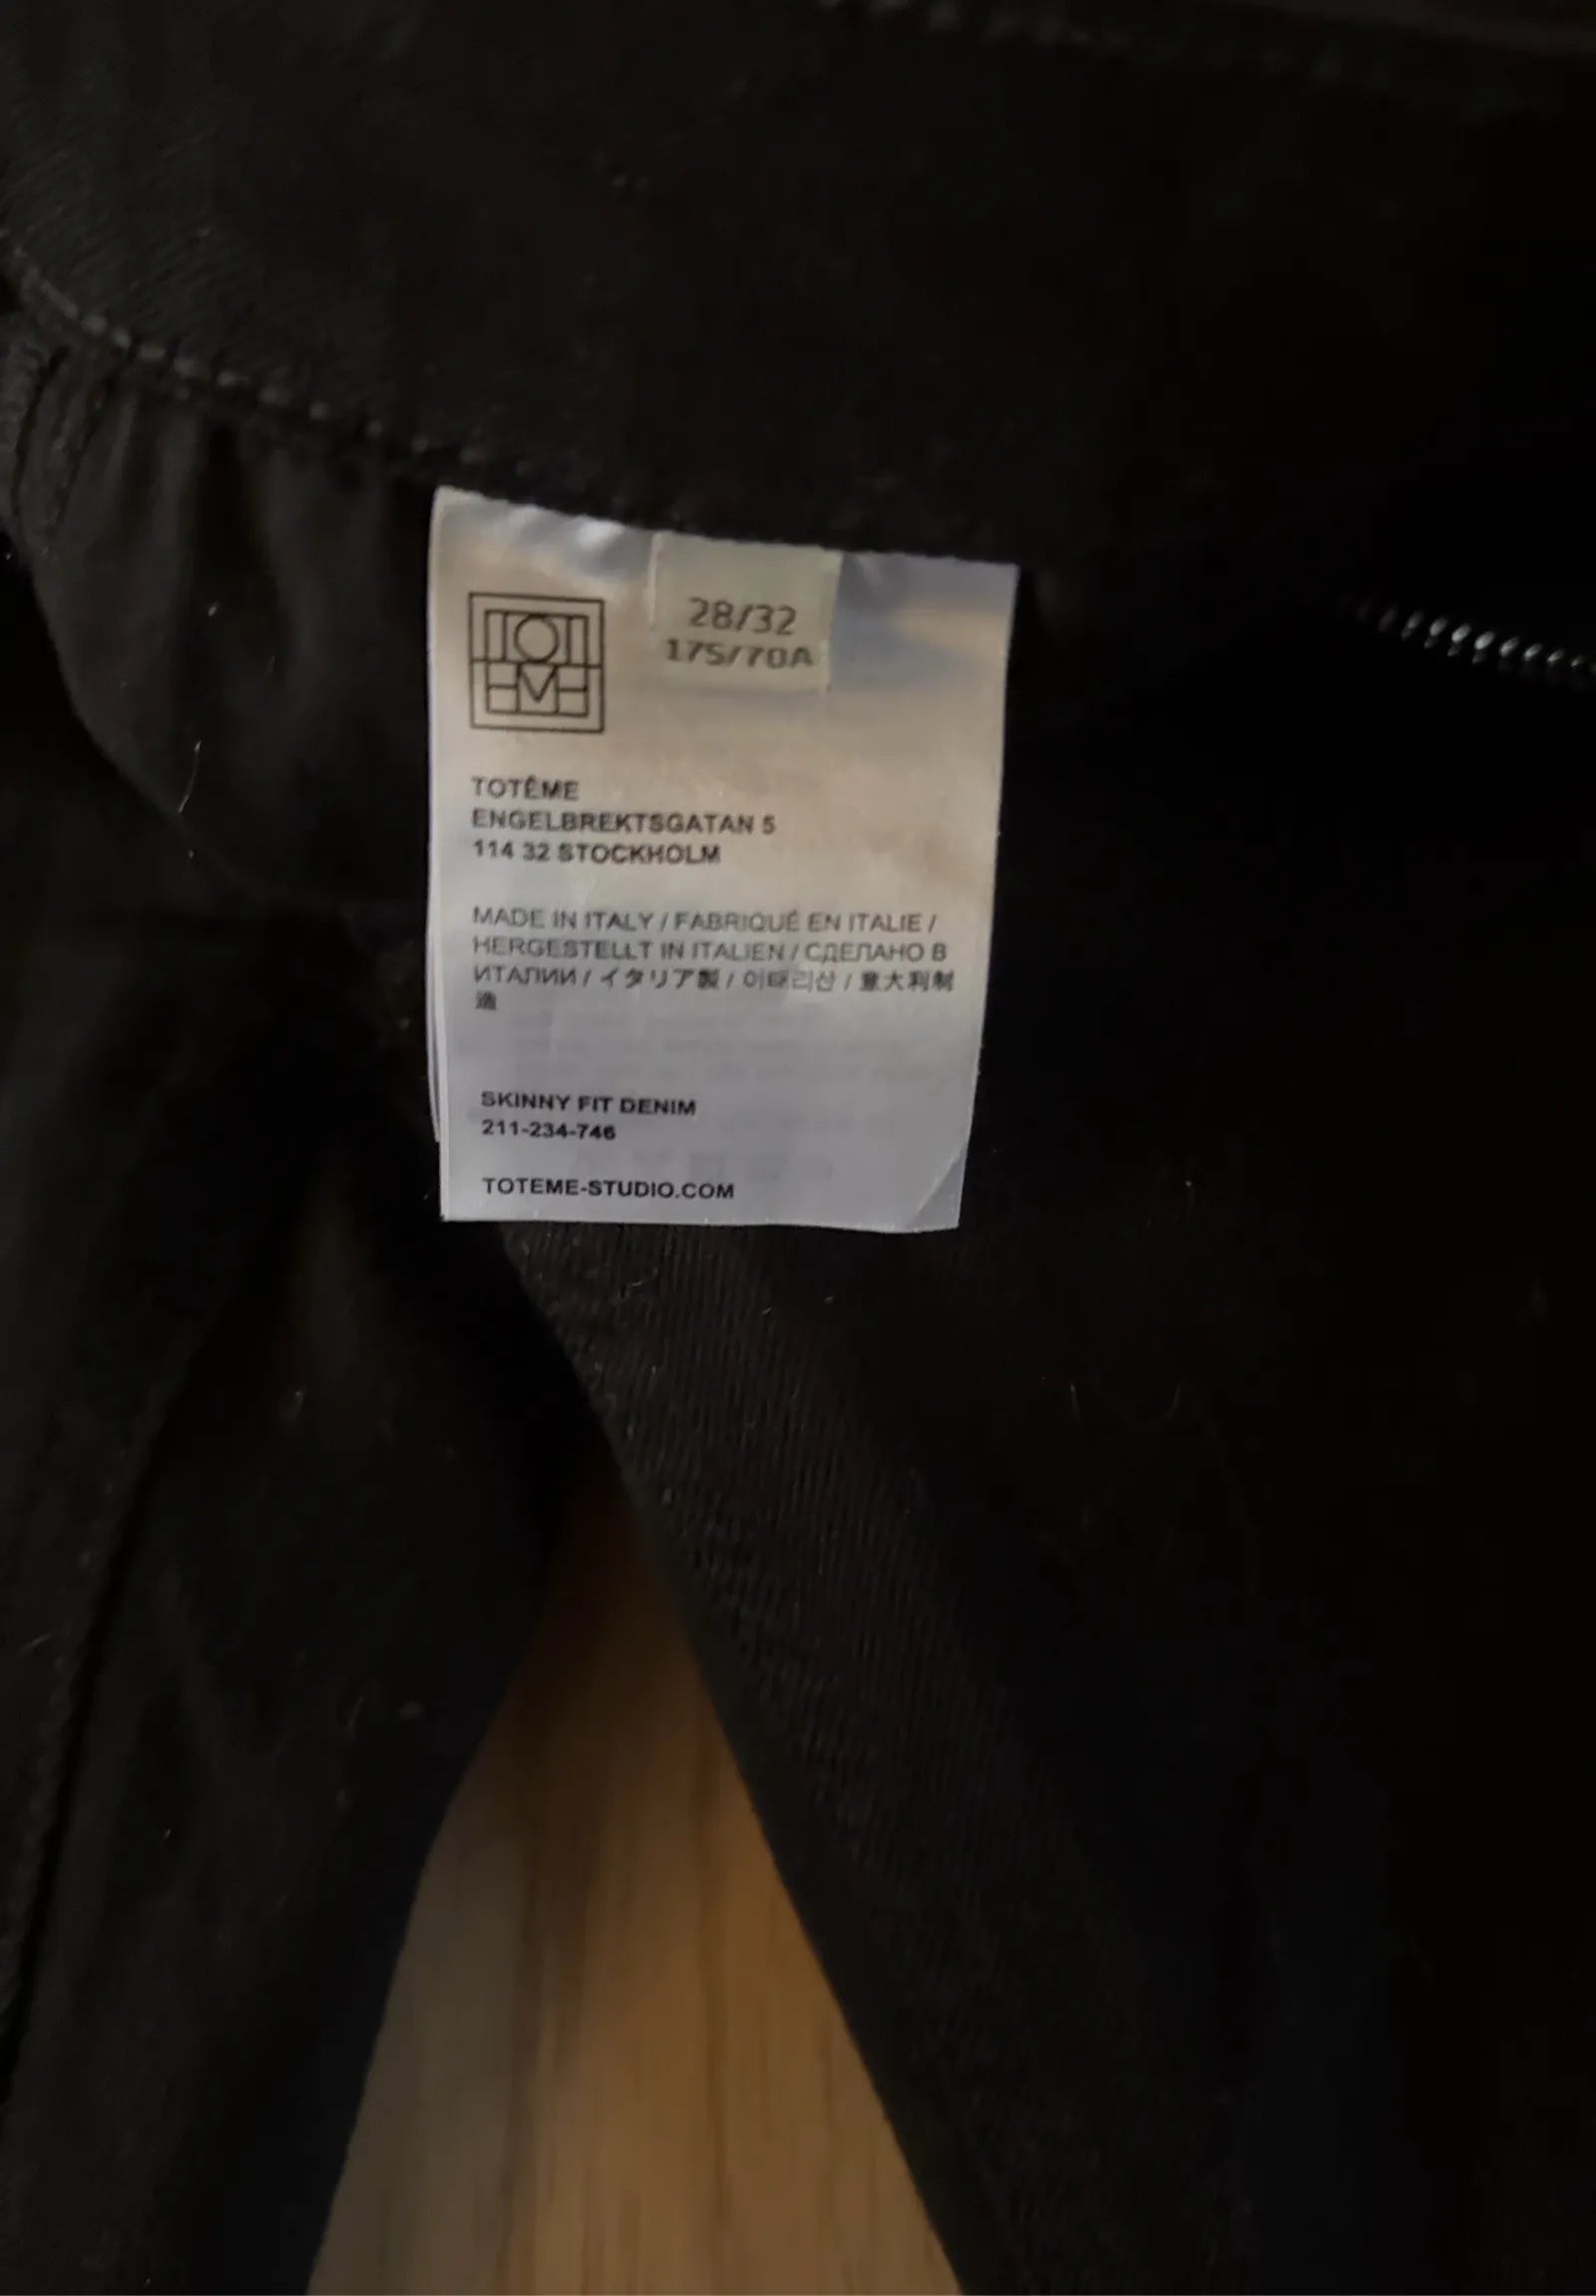 28/32
175/70A
TOTÊME
ENGELBREKTSGATAN 5
114 32 STOCKHOLM
MADE IN ITALY / FABRIQUÉ EN ITALIE /
HERGESTELLT IN ITALIEN / СДЕЛАНО В
ИТАЛИИ / イタリア製 / 이태리산 / 意大利制
造
SKINNY FIT DENIM
211-234-746
TOTEME-STUDIO.COM